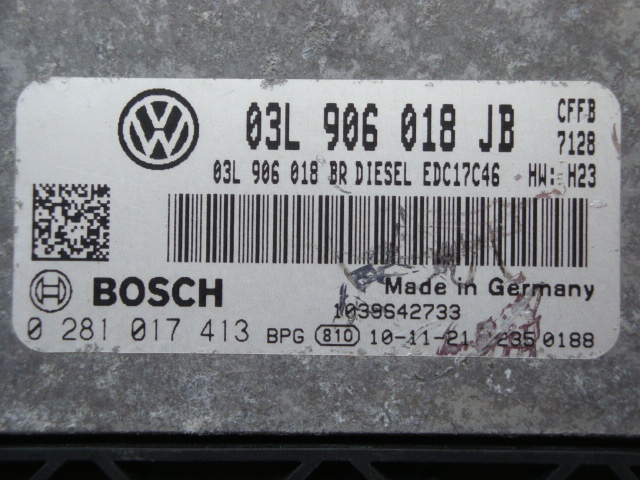 03L 906 018 JB CFFB
7128
03L 906 018 BR DIESEL EDC17C46 HW: H23
BOSCH Made in Germany
1039S42733
0 281 017 413 BPG 810 10-11-21 235 0188